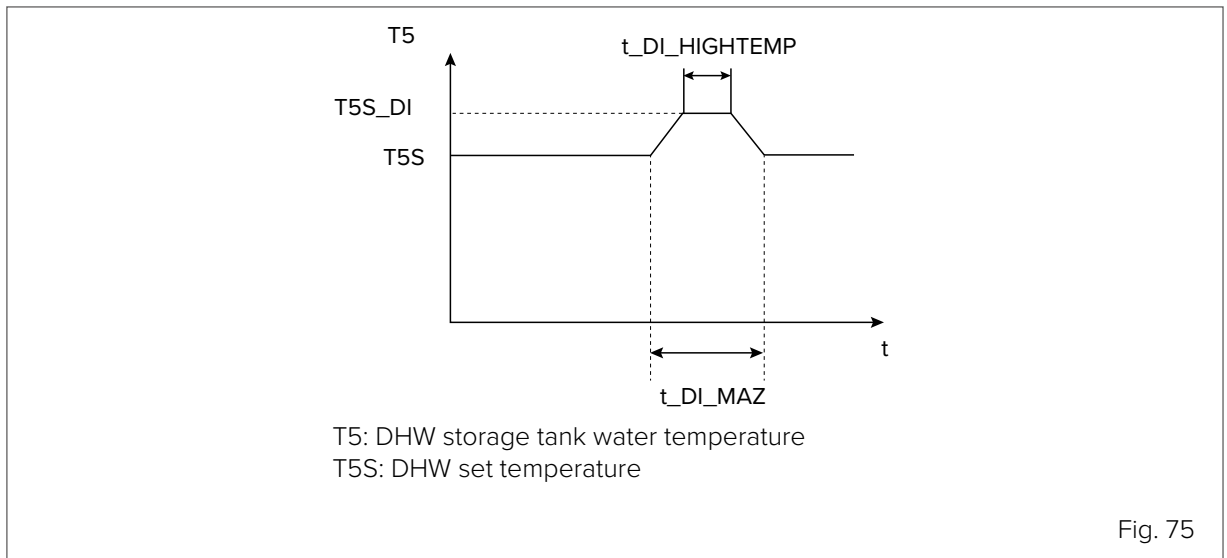 T5
t_DI_HIGHTEMP
T5S_DI
T5S
t
t_DI_MAZ
T5: DHW storage tank water temperature
T5S: DHW set temperature
Fig. 75